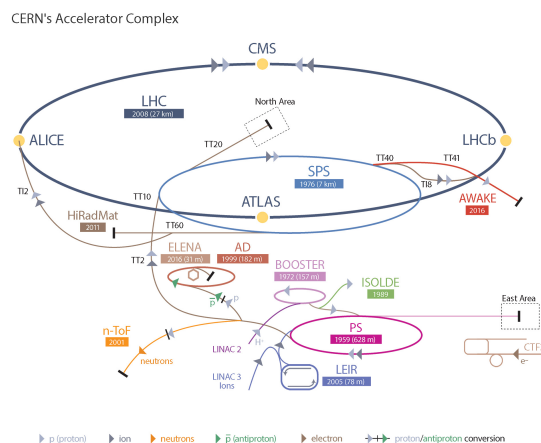 CERN's Accelerator Complex
CMS
LHC
2008 (27 km)
North Area
ALICE
LHCb
TT20
SPS
1976 (7 km)
TT40
TT41
TI8
TI2
TT10
ATLAS
AWAKE
2016
HiRadMat
2011
TT60
ELENA
2016 (31 m)
AD
1999 (182 m)
TT2
BOOSTER
1972 (157 m)
ISOLDE
1989
p̅
p
East Area
n-ToF
2001
neutrons
LINAC 2
H⁺
PS
1959 (628 m)
LINAC 3
Ions
LEIR
2005 (78 m)
CTF
e-
p (proton)
ion
neutrons
p̅ (antiproton)
electron
proton/antiproton conversion